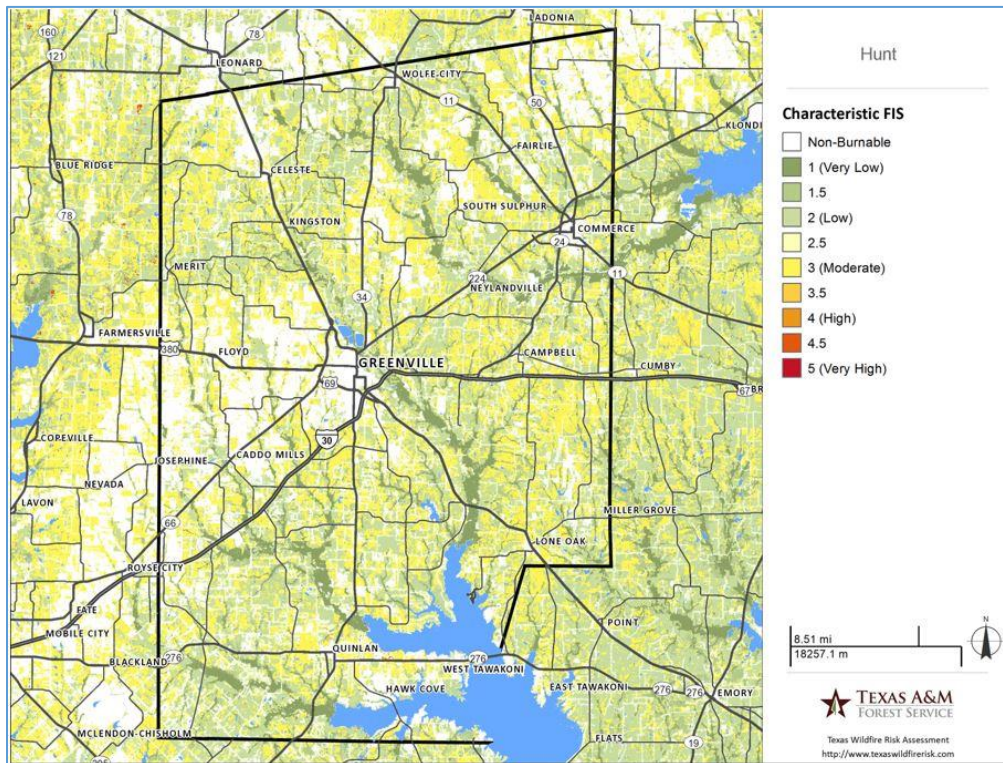 LADONIA
160
78
121
LEONARD
WOLFE-CITY
11
50
KLONDI
FAIRLIE
BLUE RIDGE
CELESTE
SOUTH SULPHUR
78
KINGSTON
COMMERCE
24
MERIT
224
11
NEYLANDVILLE
34
FARMERSVILLE
380
FLOYD
GREENVILLE
CAMPBELL
CUMBY
69
67
BR
30
COPEVILLE
JOSEPHINE
CADDO MILLS
NEVADA
LAVON
MILLER GROVE
66
LONE OAK
ROYSE CITY
FATE
MOBILE CITY
POINT
QUINLAN
BLACKLAND
276
276
WEST TAWAKONI
HAWK COVE
EAST TAWAKONI
276
276
EMORY
MCLENDON-CHISHOLM
FLATS
19
205
Hunt
Characteristic FIS
Non-Burnable
1 (Very Low)
1.5
2 (Low)
2.5
3 (Moderate)
3.5
4 (High)
4.5
5 (Very High)
8.51 mi
18257.1 m
N
TEXAS A&M
FOREST SERVICE
Texas Wildfire Risk Assessment
http://www.texaswildfirerisk.com